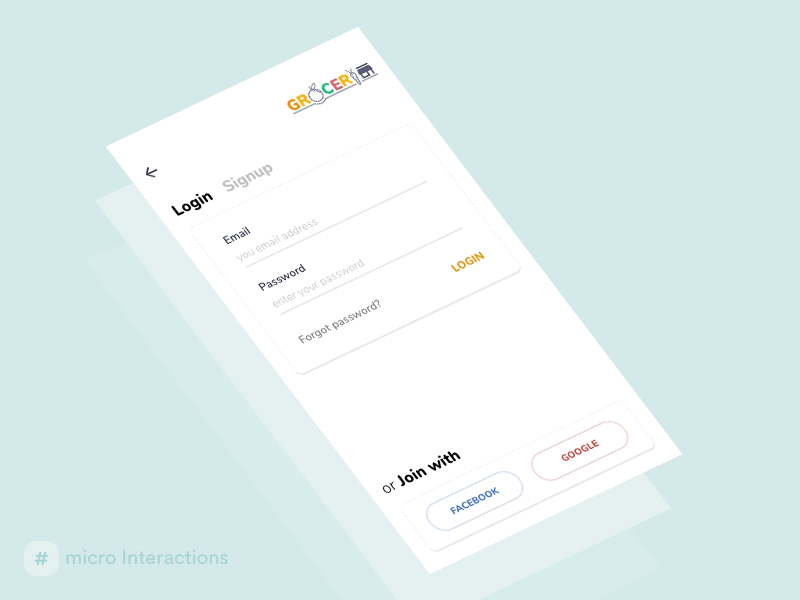 GROCERY
Login Signup
Email
you email address
Password
enter your password
Forgot password?
LOGIN
or Join with
FACEBOOK
GOOGLE
# micro Interactions